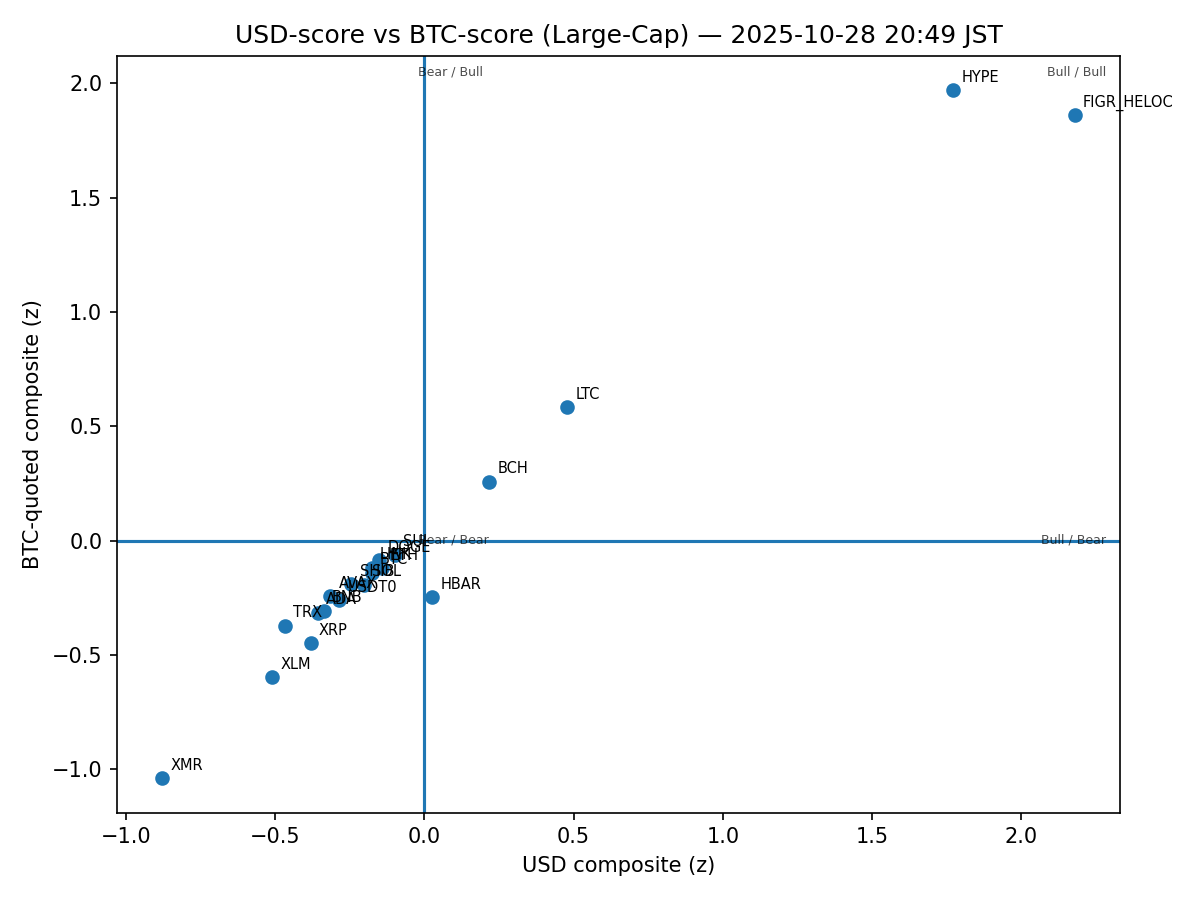 USD-score vs BTC-score (Large-Cap) — 2025-10-28 20:49 JST
Bear / Bull
Bull / Bull
HYPE
FIGR_HELOC
LTC
BCH
Bear / Bear
Bull / Bear
SUI
DOGE
HBAR
AVAX
USDT0
BNB
ADA
TRX
XRP
XLM
XMR
2.0
1.5
1.0
0.5
0.0
−0.5
−1.0
−1.0
−0.5
0.0
0.5
1.0
1.5
2.0
BTC-quoted composite (z)
USD composite (z)